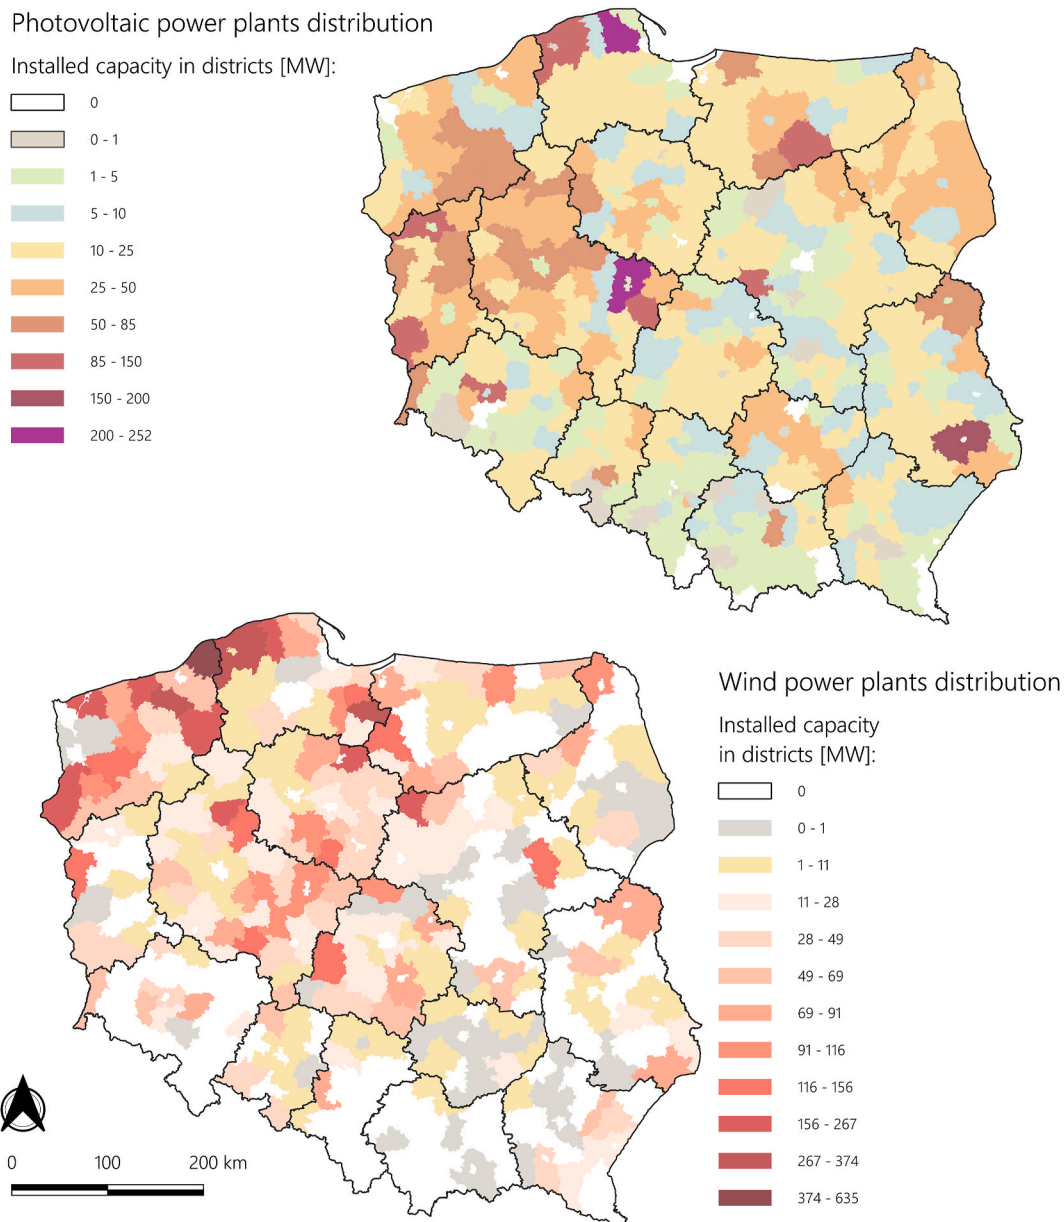 Photovoltaic power plants distribution
Installed capacity in districts [MW]:
0
0 - 1
1 - 5
5 - 10
10 - 25
25 - 50
50 - 85
85 - 150
150 - 200
200 - 252
Wind power plants distribution
Installed capacity
in districts [MW]:
0
0 - 1
1 - 11
11 - 28
28 - 49
49 - 69
69 - 91
91 - 116
116 - 156
156 - 267
267 - 374
374 - 635
0 100 200 km